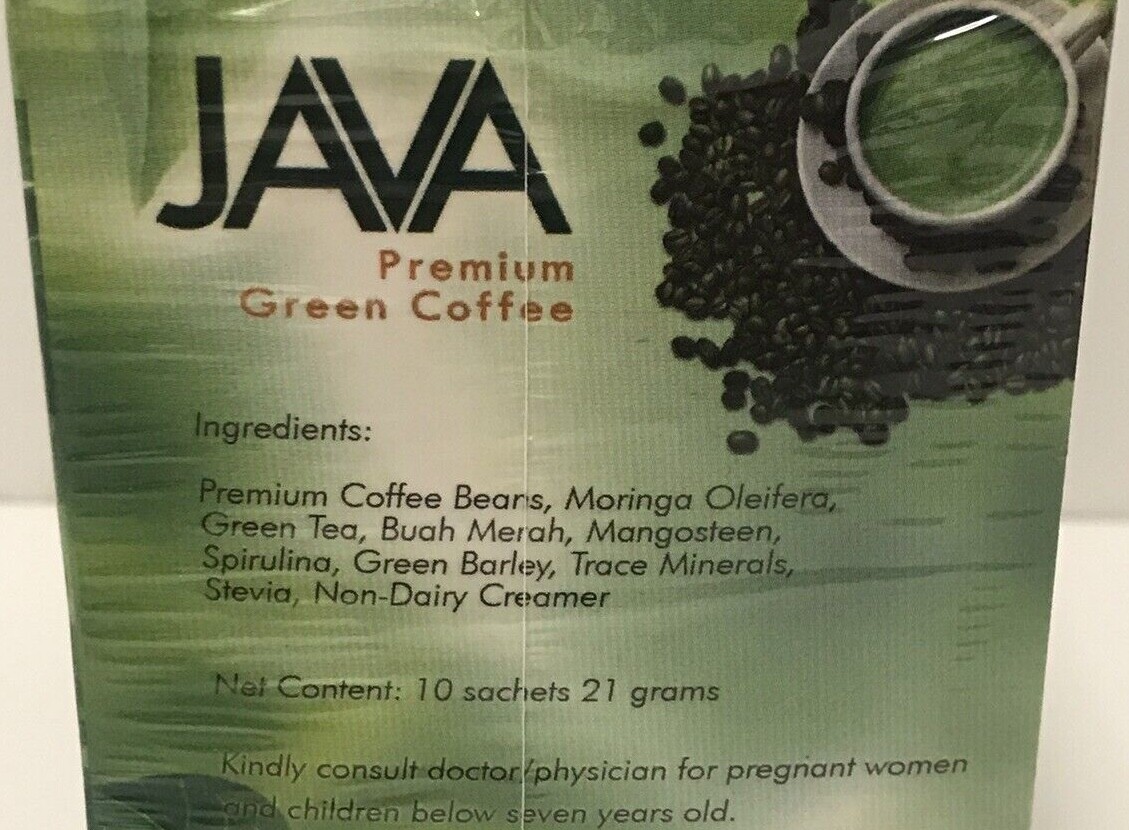 JAVA
Premium
Green Coffee
Ingredients:
Premium Coffee Beans, Moringa Oleifera,
Green Tea, Buah Merah, Mangosteen,
Spirulina, Green Barley, Trace Minerals,
Stevia, Non-Dairy Creamer
Net Content: 10 sachets 21 grams
Kindly consult doctor/physician for pregnant women
and children below seven years old.